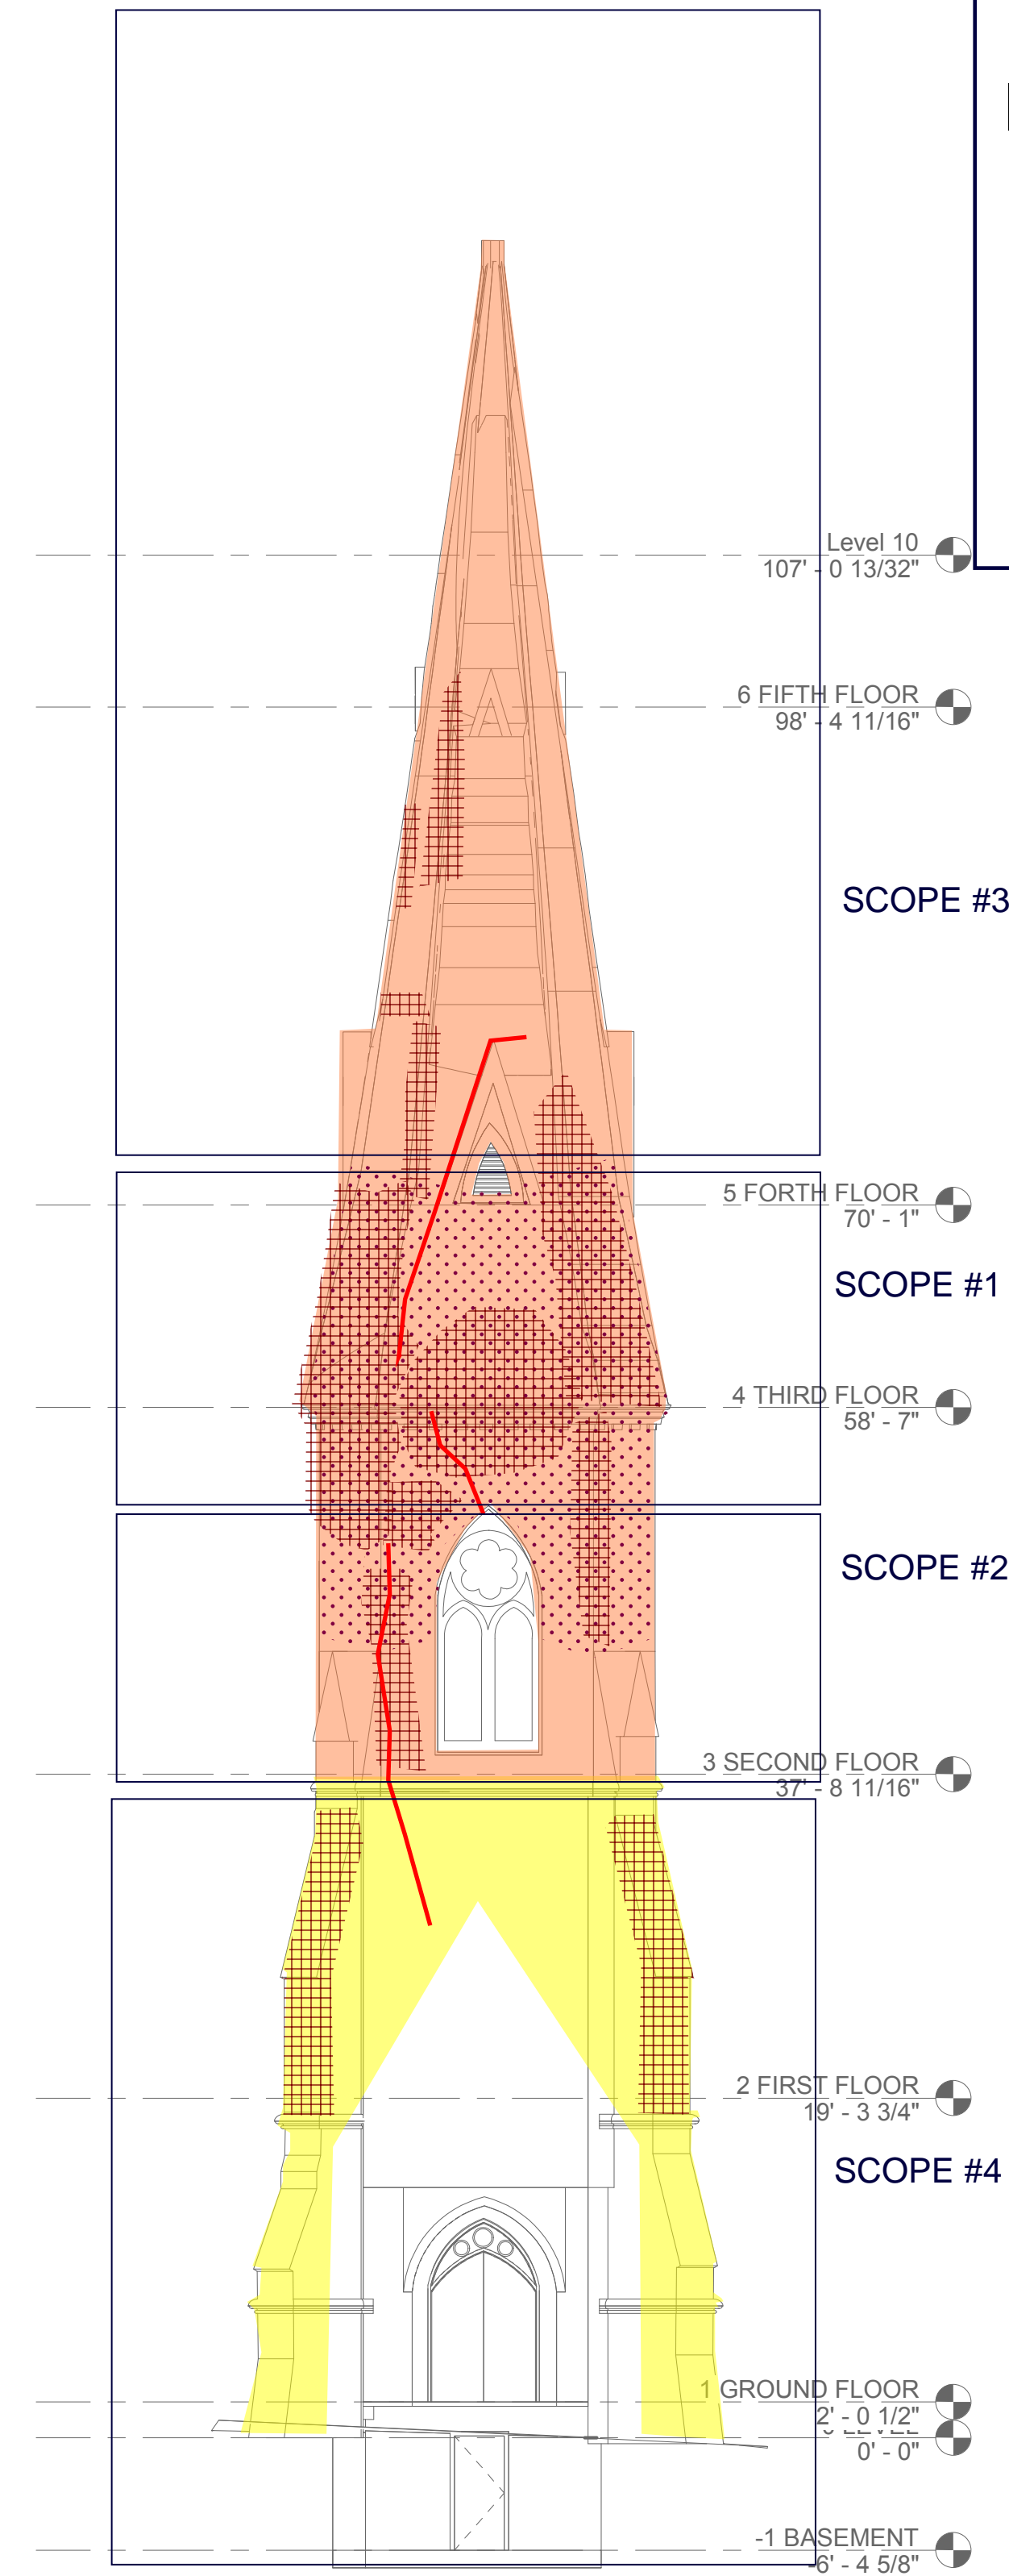 Level 10
107' - 0 13/32"
6 FIFTH FLOOR
98' - 4 11/16"
SCOPE #3
5 FORTH FLOOR
70' - 1"
SCOPE #1
4 THIRD FLOOR
58' - 7"
SCOPE #2
3 SECOND FLOOR
37' - 8 11/16"
2 FIRST FLOOR
19' - 3 3/4"
SCOPE #4
1 GROUND FLOOR
2' - 0 1/2"
LEVEL
0' - 0"
-1 BASEMENT
-6' - 4 5/8"